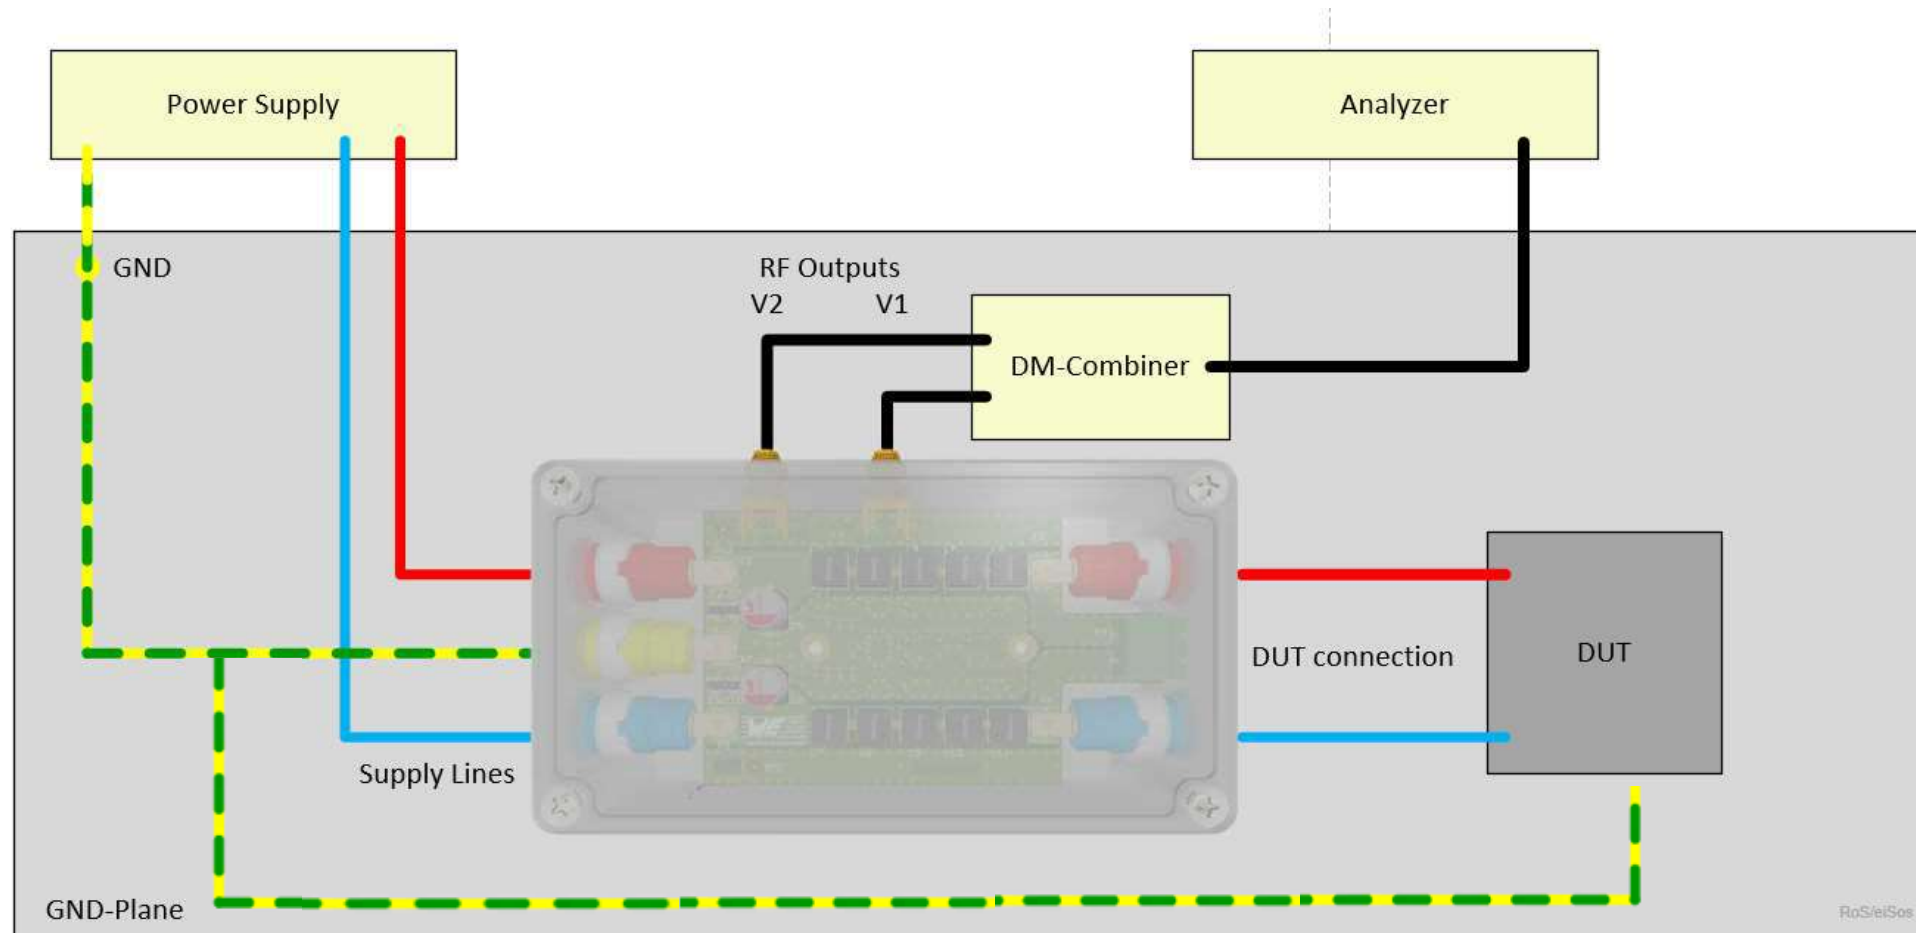 Power Supply
Analyzer
GND
RF Outputs
V2 V1
DM-Combiner
DUT connection
DUT
Supply Lines
GND-Plane
RoS/eiSos